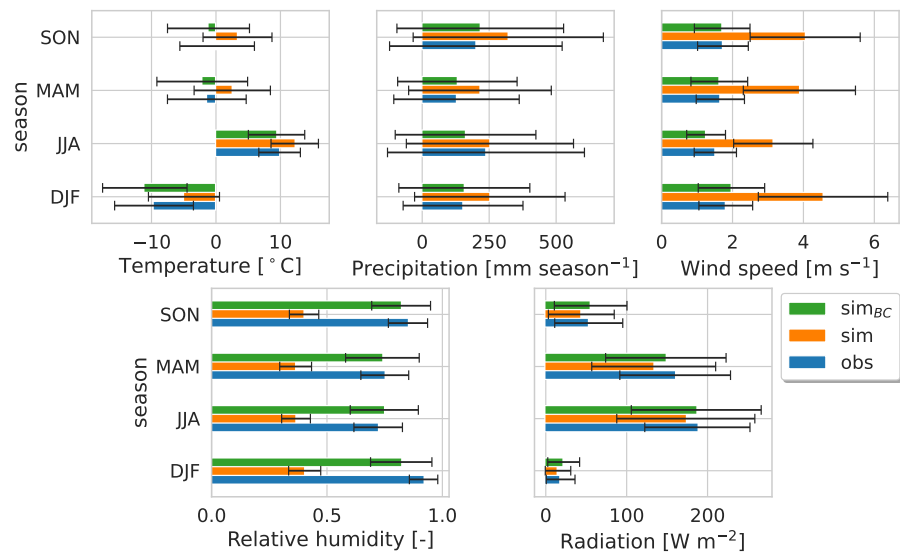 season
SON
MAM
JJA
DJF
−10 0 10
Temperature [°C]
0 250 500
Precipitation [mm season⁻¹]
0 2 4 6
Wind speed [m s⁻¹]
season
SON
MAM
JJA
DJF
0.0 0.5 1.0
Relative humidity [-]
0 100 200
Radiation [W m⁻²]
sim_BC
sim
obs